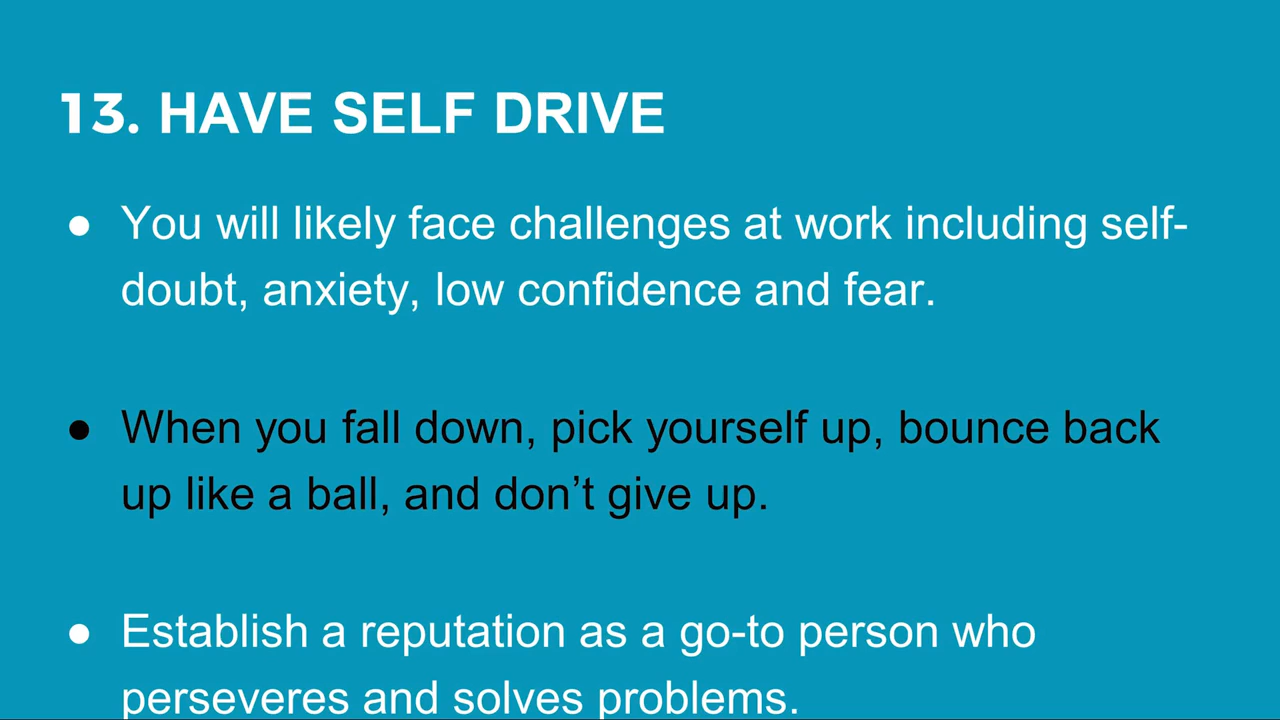 13. HAVE SELF DRIVE
● You will likely face challenges at work including self-
doubt, anxiety, low confidence and fear.
● When you fall down, pick yourself up, bounce back
up like a ball, and don’t give up.
● Establish a reputation as a go-to person who
perseveres and solves problems.